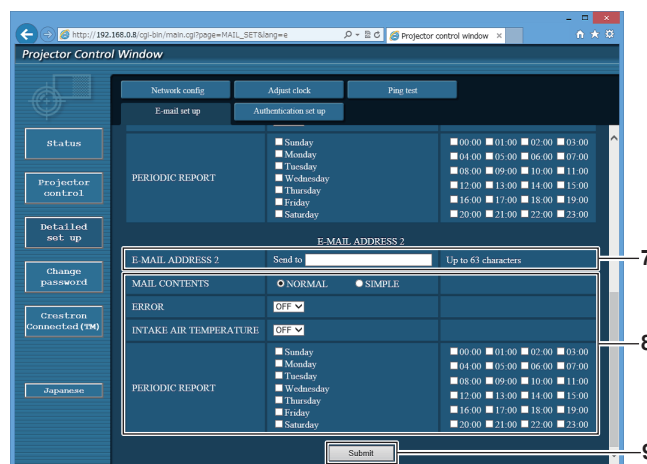 http://192.168.0.8/cgi-bin/main.cgi?page=MAIL_SET&lang=e
Projector control window
Projector Control Window
Network config Adjust clock Ping test
E-mail set up Authentication set up
Status
Projector control
Detailed set up
Change password
Crestron Connected(TM)
Japanese
PERIODIC REPORT
Sunday
Monday
Tuesday
Wednesday
Thursday
Friday
Saturday
00:00 01:00 02:00 03:00
04:00 05:00 06:00 07:00
08:00 09:00 10:00 11:00
12:00 13:00 14:00 15:00
16:00 17:00 18:00 19:00
20:00 21:00 22:00 23:00
E-MAIL ADDRESS 2
E-MAIL ADDRESS 2 Send to Up to 63 characters
7
MAIL CONTENTS NORMAL SIMPLE
ERROR OFF
INTAKE AIR TEMPERATURE OFF
8
PERIODIC REPORT
Sunday
Monday
Tuesday
Wednesday
Thursday
Friday
Saturday
00:00 01:00 02:00 03:00
04:00 05:00 06:00 07:00
08:00 09:00 10:00 11:00
12:00 13:00 14:00 15:00
16:00 17:00 18:00 19:00
20:00 21:00 22:00 23:00
Submit
9